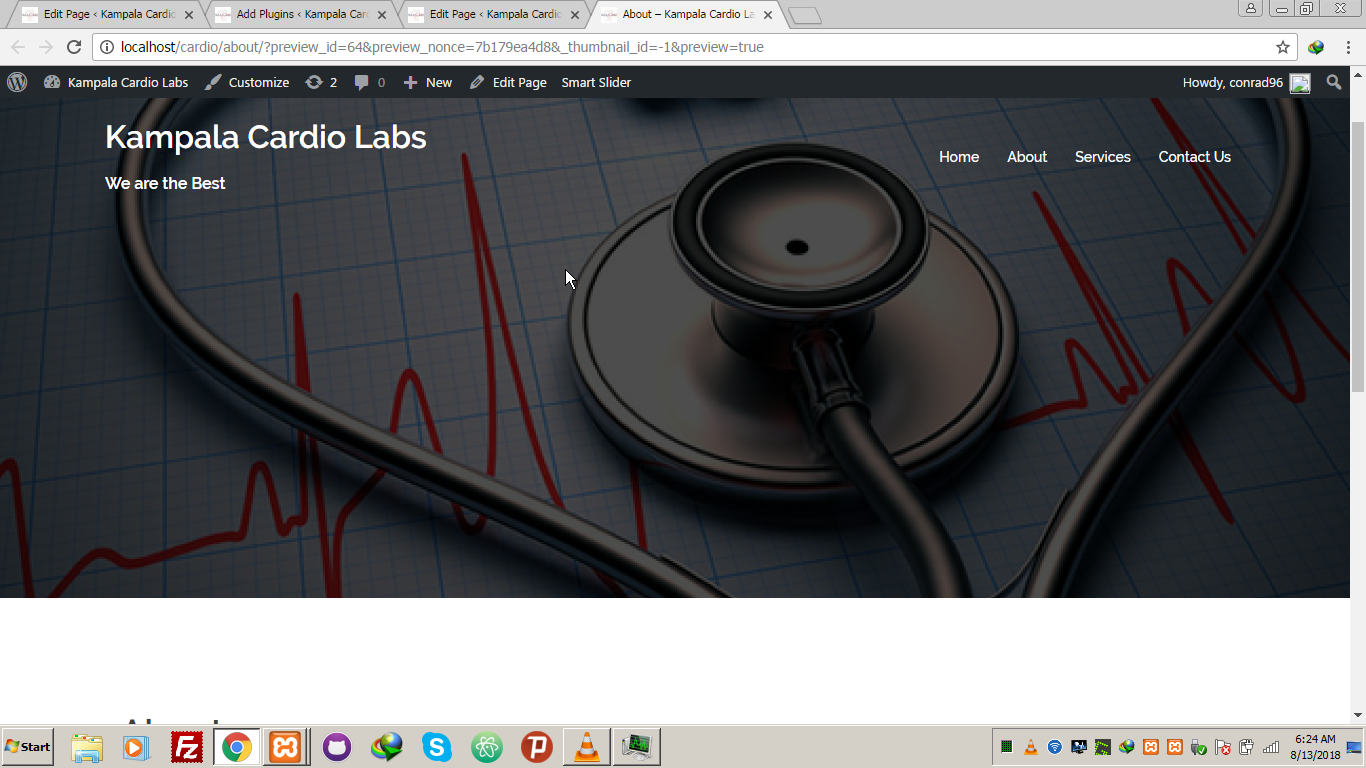 Edit Page ‹ Kampala Cardio
Add Plugins ‹ Kampala Car
Edit Page ‹ Kampala Cardio
About – Kampala Cardio La
localhost/cardio/about/?preview_id=64&preview_nonce=7b179ea4d8&_thumbnail_id=-1&preview=true
Kampala Cardio Labs
Customize
2
0
New
Edit Page
Smart Slider
Howdy, conrad96
Kampala Cardio Labs
We are the Best
Home
About
Services
Contact Us
About
Start
6:24 AM
8/13/2018